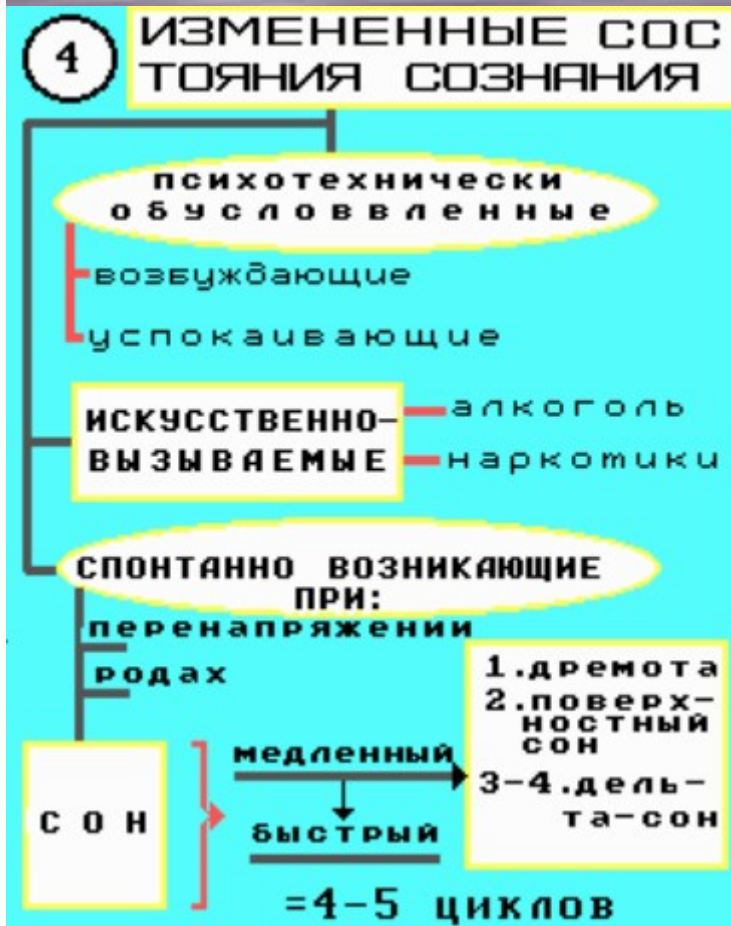 4
ИЗМЕНЕННЫЕ СОС
ТОЯНИЯ СОЗНАНИЯ
психотехнически
обусловвленные
возбуждающие
успокаивающие
ИСКУССТВЕННО-
ВЫЗЫВАЕМЫЕ
алкоголь
наркотики
СПОНТАННО ВОЗНИКАЮЩИЕ
ПРИ:
перенапряжении
родах
СОН
медленный
быстрый
1.дремота
2.поверх-
ностный
сон
3-4.дель-
та-сон
=4-5 циклов